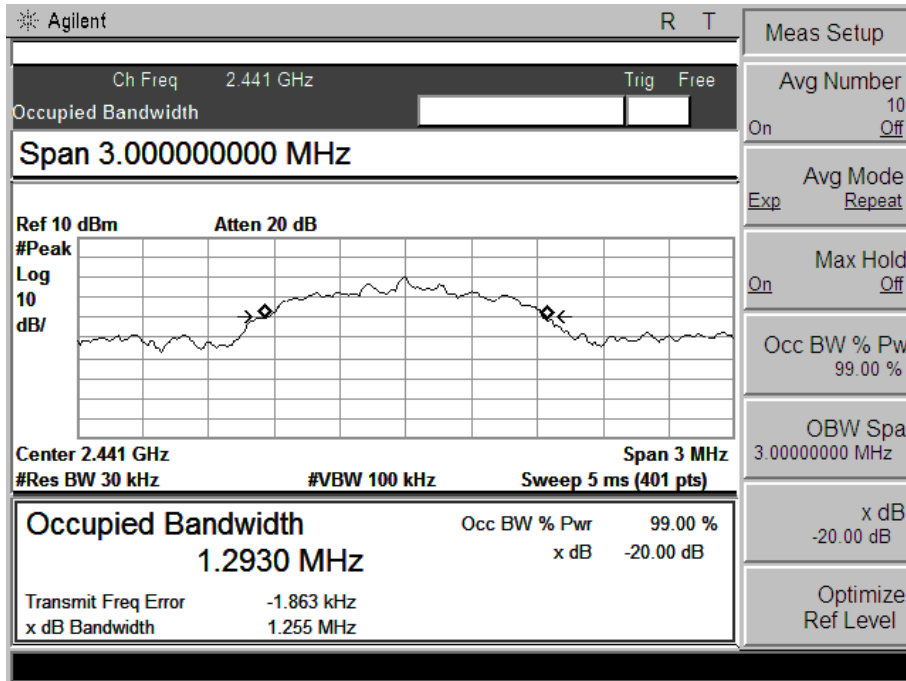 Agilent R T
Ch Freq 2.441 GHz Trig Free
Occupied Bandwidth
Span 3.000000000 MHz
Ref 10 dBm Atten 20 dB
#Peak
Log
10
dB/
Center 2.441 GHz Span 3 MHz
#Res BW 30 kHz #VBW 100 kHz Sweep 5 ms (401 pts)
Occupied Bandwidth
1.2930 MHz
Occ BW % Pwr 99.00 %
x dB -20.00 dB
Transmit Freq Error -1.863 kHz
x dB Bandwidth 1.255 MHz
Meas Setup
Avg Number
10
On Off
Avg Mode
Exp Repeat
Max Hold
On Off
Occ BW % Pw
99.00 %
OBW Spa
3.00000000 MHz
x dB
-20.00 dB
Optimize
Ref Level